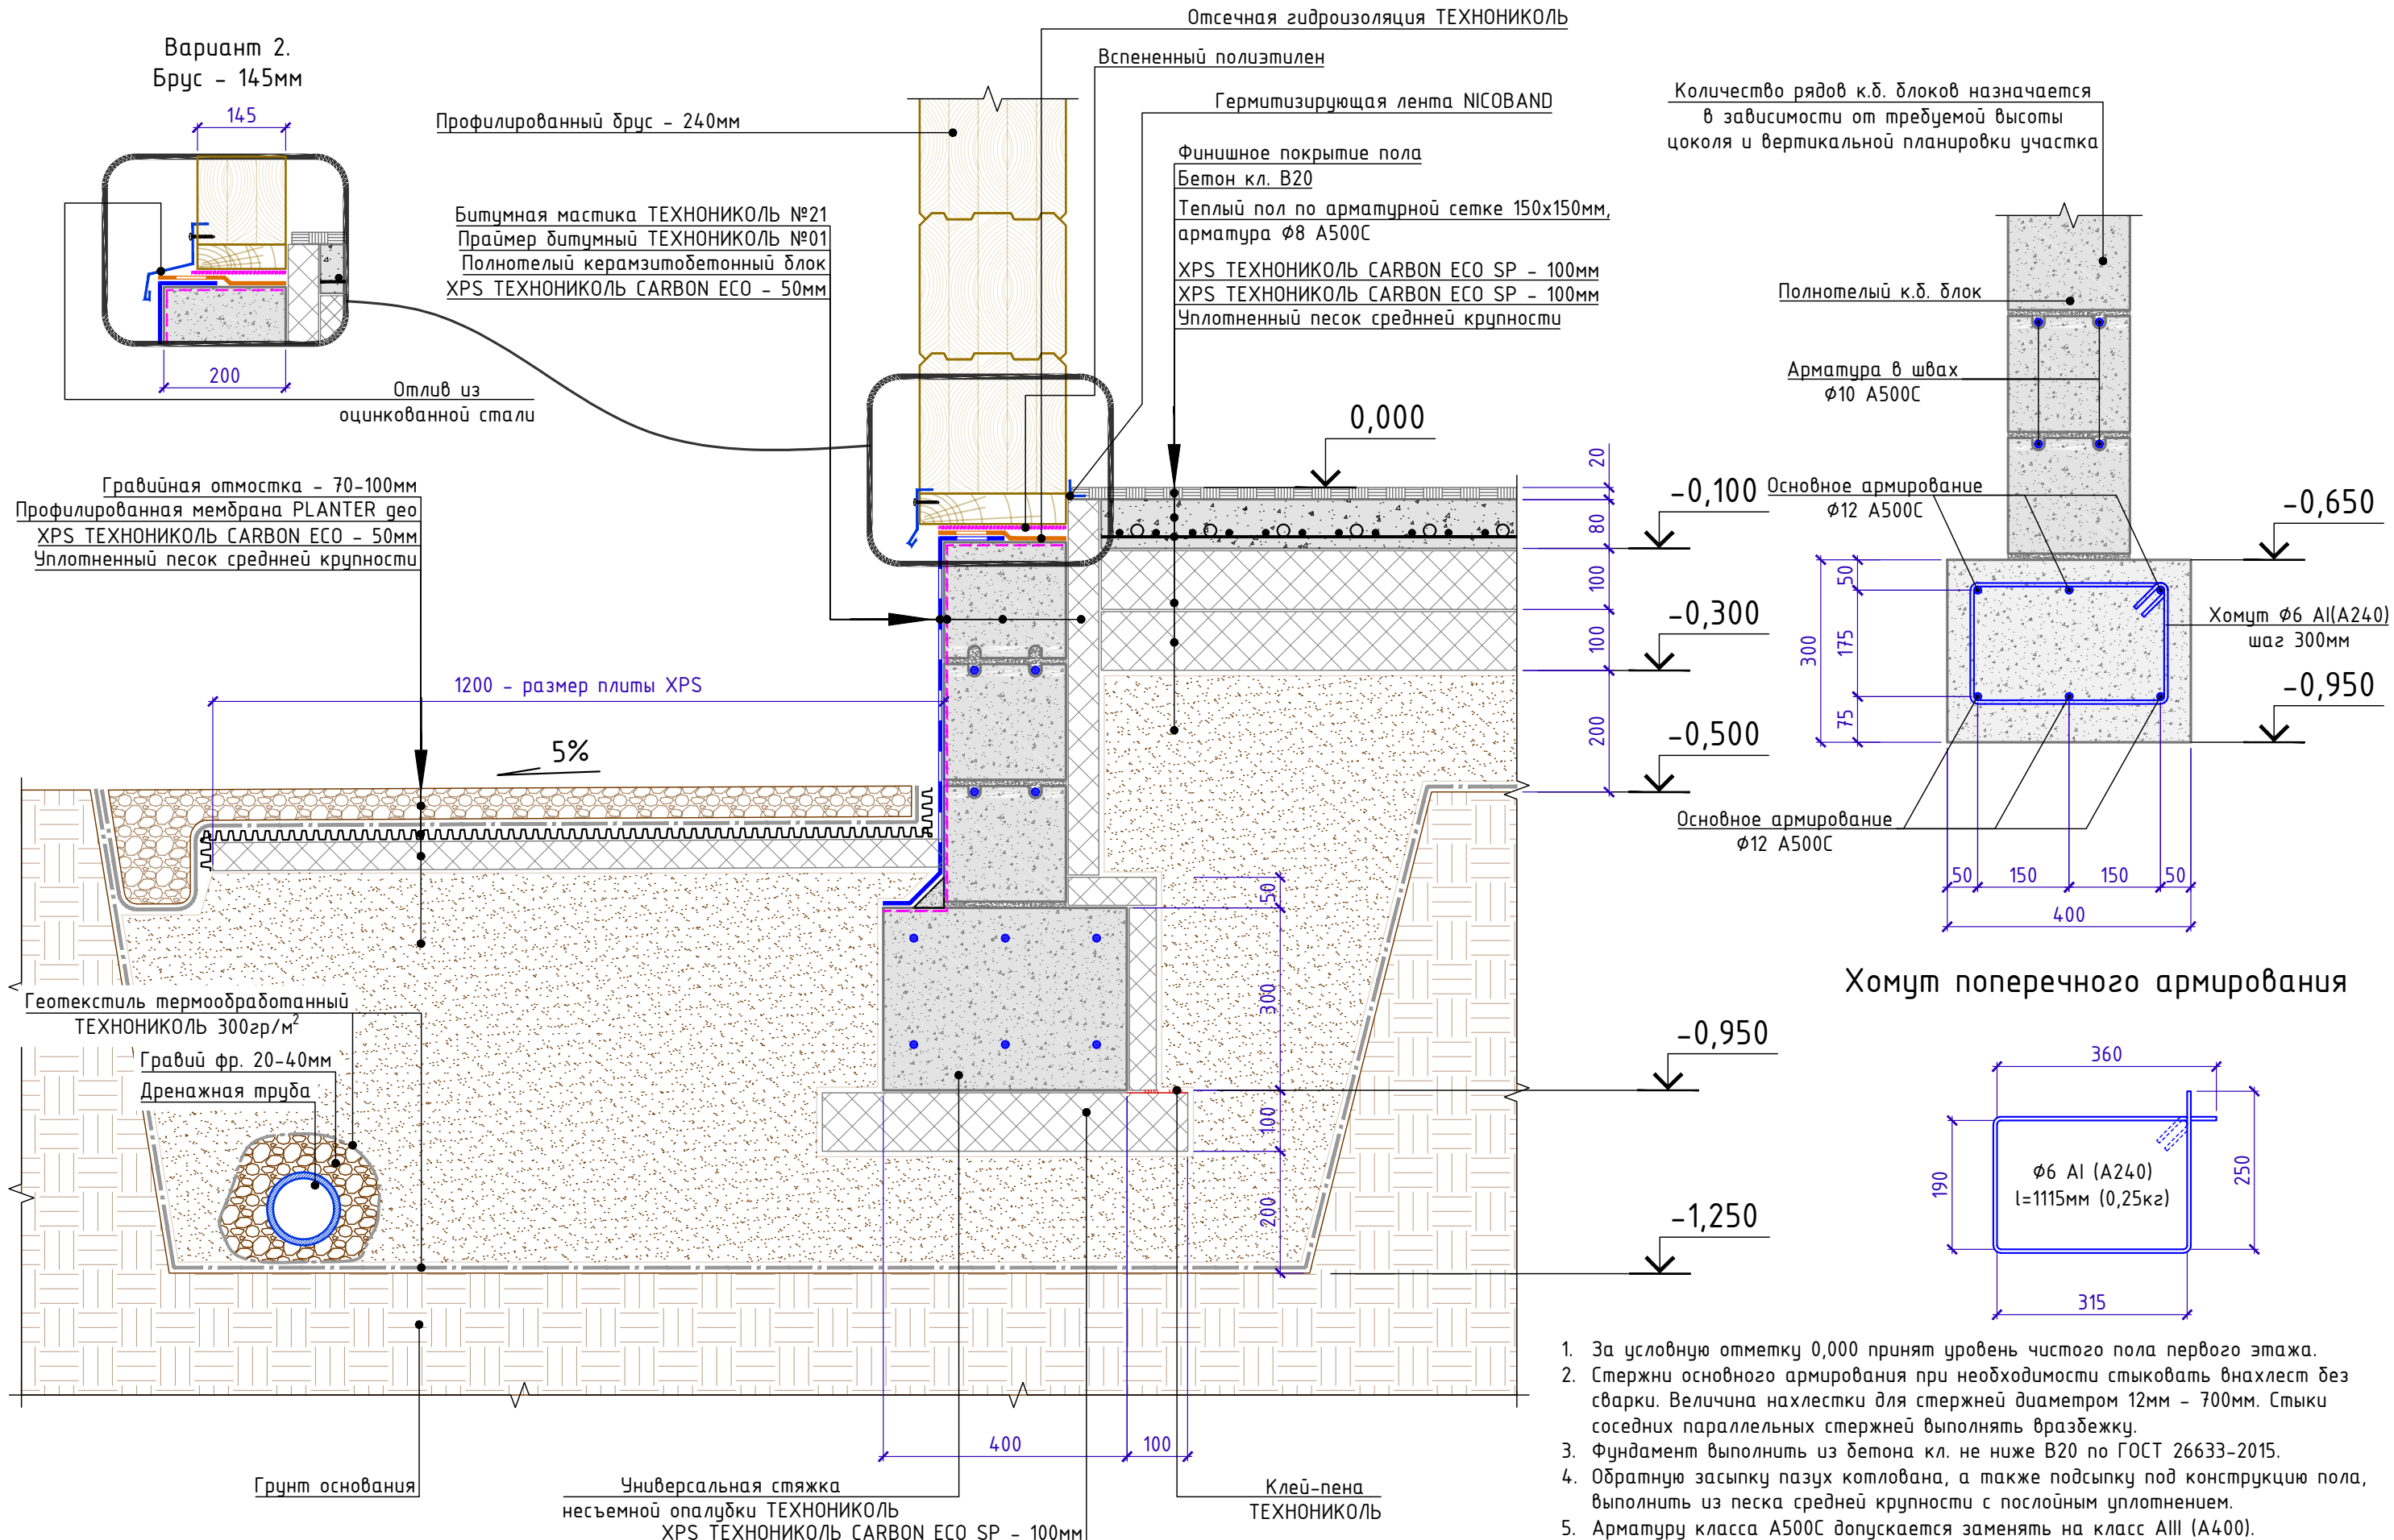 Вариант 2.
Брус - 145мм
145
200
Отлив из
оцинкованной стали
Профилированный брус - 240мм
Битумная мастика ТЕХНОНИКОЛЬ №21
Праймер битумный ТЕХНОНИКОЛЬ №01
Полнотелый керамзитобетонный блок
XPS ТЕХНОНИКОЛЬ CARBON ECO - 50мм
Отсечная гидроизоляция ТЕХНОНИКОЛЬ
Вспененный полиэтилен
Гермитизирующая лента NICOBAND
Финишное покрытие пола
Бетон кл. В20
Теплый пол по арматурной сетке 150х150мм,
арматура Ø8 А500С
XPS ТЕХНОНИКОЛЬ CARBON ECO SP - 100мм
XPS ТЕХНОНИКОЛЬ CARBON ECO SP - 100мм
Уплотненный песок среднней крупности
Количество рядов к.б. блоков назначается
в зависимости от требуемой высоты
цоколя и вертикальной планировки участка
Полнотелый к.б. блок
Арматура в швах
Ø10 А500С
Основное армирование
Ø12 А500С
-0,650
Хомут Ø6 АI(А240)
шаг 300мм
-0,950
50
175
75
300
Основное армирование
Ø12 А500С
50
150
150
50
400
0,000
20
80
100
100
200
-0,100
-0,300
-0,500
-0,950
-1,250
Гравийная отмостка - 70-100мм
Профилированная мембрана PLANTER geo
XPS ТЕХНОНИКОЛЬ CARBON ECO - 50мм
Уплотненный песок среднней крупности
1200 - размер плиты XPS
5%
50
300
100
200
Геотекстиль термообработанный
ТЕХНОНИКОЛЬ 300гр/м²
Гравий фр. 20-40мм
Дренажная труба
400
100
Грунт основания
Универсальная стяжка
несъемной опалубки ТЕХНОНИКОЛЬ
XPS ТЕХНОНИКОЛЬ CARBON ECO SP - 100мм
Клей-пена
ТЕХНОНИКОЛЬ
Хомут поперечного армирования
360
190
250
Ø6 АI (А240)
l=1115мм (0,25кг)
315
1. За условную отметку 0,000 принят уровень чистого пола первого этажа.
2. Стержни основного армирования при необходимости стыковать внахлест без
сварки. Величина нахлестки для стержней диаметром 12мм - 700мм. Стыки
соседних параллельных стержней выполнять вразбежку.
3. Фундамент выполнить из бетона кл. не ниже В20 по ГОСТ 26633-2015.
4. Обратную засыпку пазух котлована, а также подсыпку под конструкцию пола,
выполнить из песка средней крупности с послойным уплотнением.
5. Арматуру класса А500С допускается заменять на класс АIII (А400).